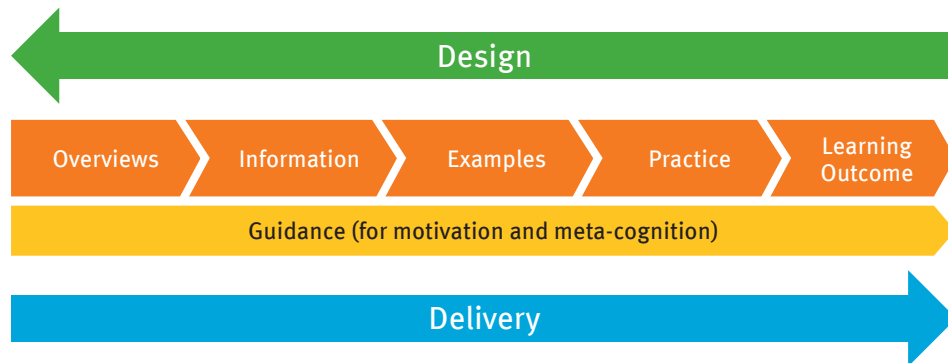 Design
Overviews
Information
Examples
Practice
Learning
Outcome
Guidance (for motivation and meta-cognition)
Delivery